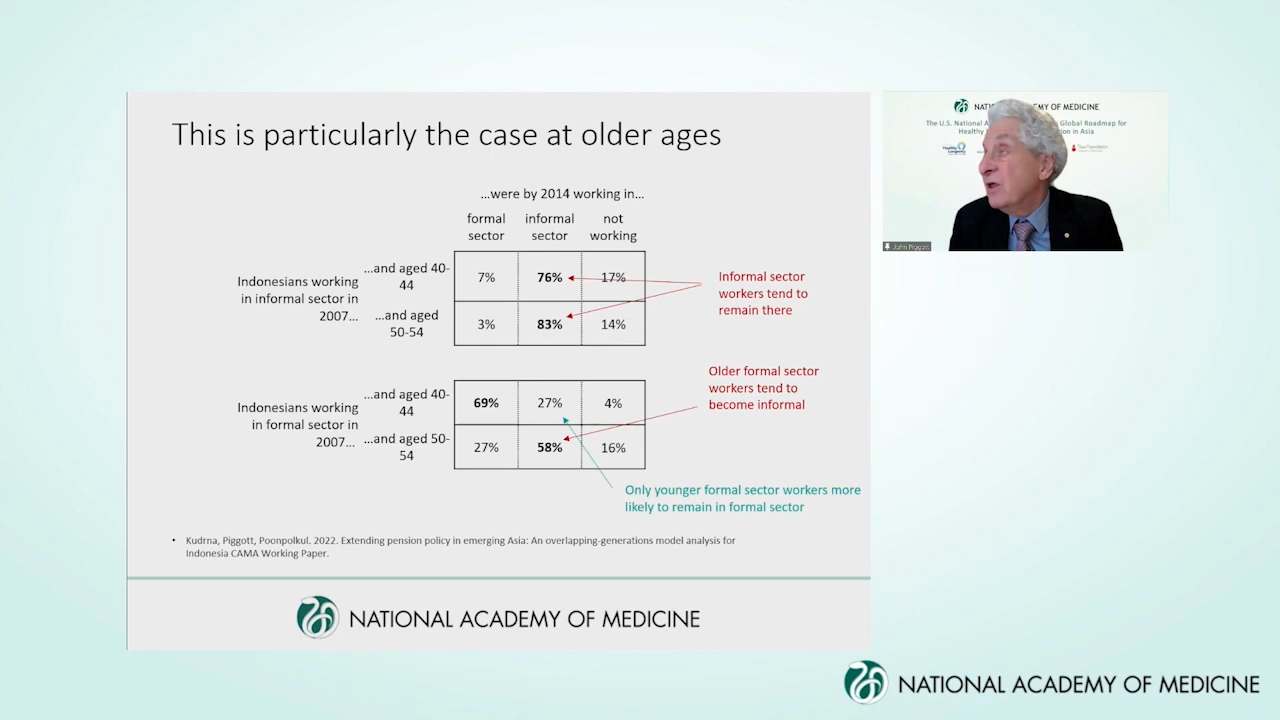 This is particularly the case at older ages
...were by 2014 working in...
formal sector
informal sector
not working
Indonesians working in informal sector in 2007...
...and aged 40-44
7%
76%
17%
...and aged 50-54
3%
83%
14%
Informal sector
workers tend to
remain there
Indonesians working in formal sector in 2007...
...and aged 40-44
69%
27%
4%
...and aged 50-54
27%
58%
16%
Older formal sector
workers tend to
become informal
Only younger formal sector workers more
likely to remain in formal sector
• Kudrna, Piggott, Poonpolkul. 2022. Extending pension policy in emerging Asia: An overlapping-generations model analysis for
Indonesia CAMA Working Paper.
NATIONAL ACADEMY OF MEDICINE
EMY OF MEDICINE
The U.S. National
Global Roadmap for
Healthy
in Asia
John Piggott
NATIONAL ACADEMY OF MEDICINE